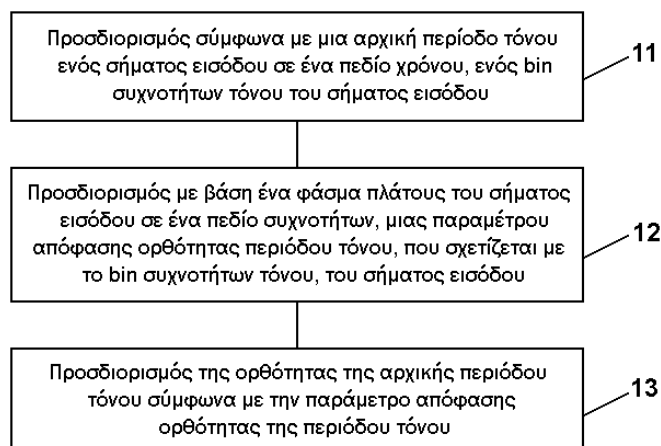 Προσδιορισμός σύμφωνα με μια αρχική περίοδο τόνου
ενός σήματος εισόδου σε ένα πεδίο χρόνου, ενός bin
συχνοτήτων τόνου του σήματος εισόδου
11
Προσδιορισμός με βάση ένα φάσμα πλάτους του σήματος
εισόδου σε ένα πεδίο συχνοτήτων, μιας παραμέτρου
απόφασης ορθότητας περιόδου τόνου, που σχετίζεται με
το bin συχνοτήτων τόνου, του σήματος εισόδου
12
Προσδιορισμός της ορθότητας της αρχικής περιόδου
τόνου σύμφωνα με την παράμετρο απόφασης
ορθότητας της περιόδου τόνου
13